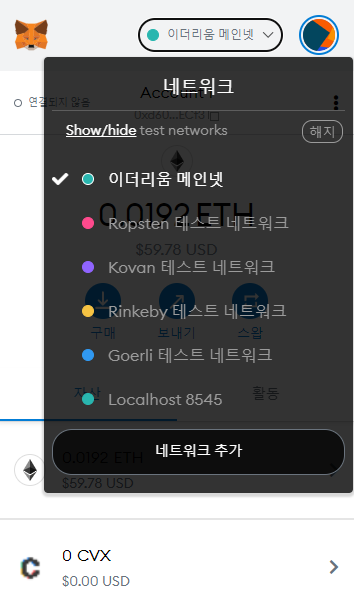 이더리움 메인넷
네트워크
연결되지 않음
Account 1
0xd60...ECf3
Show/hide test networks
해지
이더리움 메인넷
0.0192 ETH
Ropsten 테스트 네트워크
$59.78 USD
Kovan 테스트 네트워크
Rinkeby 테스트 네트워크
구매
보내기
스왑
Goerli 테스트 네트워크
자산
활동
Localhost 8545
네트워크 추가
0.0192 ETH
$59.78 USD
0 CVX
$0.00 USD